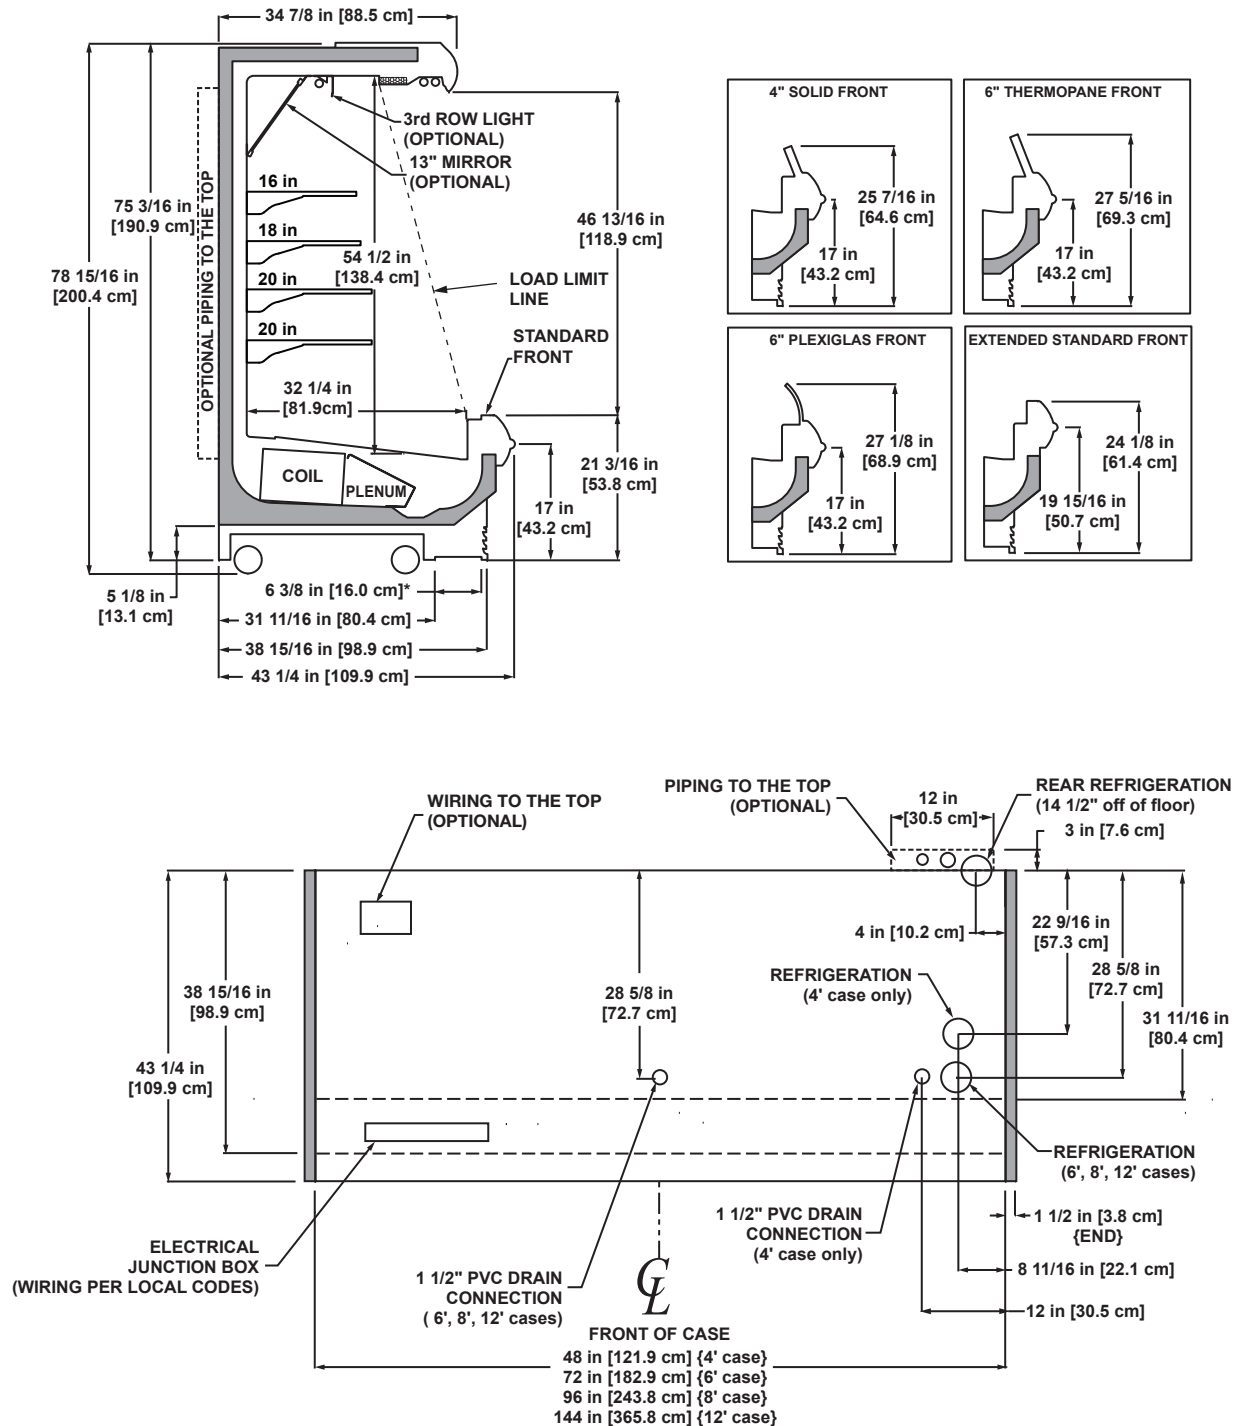 34 7/8 in [88.5 cm]
3rd ROW LIGHT
(OPTIONAL)
13" MIRROR
(OPTIONAL)
OPTIONAL PIPING TO THE TOP
75 3/16 in
[190.9 cm]
78 15/16 in
[200.4 cm]
16 in
18 in
20 in
20 in
54 1/2 in
[138.4 cm]
46 13/16 in
[118.9 cm]
LOAD LIMIT
LINE
STANDARD
FRONT
32 1/4 in
[81.9cm]
COIL
PLENUM
21 3/16 in
[53.8 cm]
17 in
[43.2 cm]
5 1/8 in
[13.1 cm]
6 3/8 in [16.0 cm]*
31 11/16 in [80.4 cm]
38 15/16 in [98.9 cm]
43 1/4 in [109.9 cm]
4" SOLID FRONT
25 7/16 in
[64.6 cm]
17 in
[43.2 cm]
6" THERMOPANE FRONT
27 5/16 in
[69.3 cm]
17 in
[43.2 cm]
6" PLEXIGLAS FRONT
27 1/8 in
[68.9 cm]
17 in
[43.2 cm]
EXTENDED STANDARD FRONT
24 1/8 in
[61.4 cm]
19 15/16 in
[50.7 cm]
WIRING TO THE TOP
(OPTIONAL)
PIPING TO THE TOP
(OPTIONAL)
12 in
[30.5 cm]
REAR REFRIGERATION
(14 1/2" off of floor)
3 in [7.6 cm]
4 in [10.2 cm]
22 9/16 in
[57.3 cm]
28 5/8 in
[72.7 cm]
31 11/16 in
[80.4 cm]
REFRIGERATION
(4' case only)
28 5/8 in
[72.7 cm]
38 15/16 in
[98.9 cm]
43 1/4 in
[109.9 cm]
REFRIGERATION
(6', 8', 12' cases)
1 1/2" PVC DRAIN
CONNECTION
(4' case only)
1 1/2 in [3.8 cm]
{END}
8 11/16 in [22.1 cm]
12 in [30.5 cm]
ELECTRICAL
JUNCTION BOX
(WIRING PER LOCAL CODES)
1 1/2" PVC DRAIN
CONNECTION
( 6', 8', 12' cases)
CL
FRONT OF CASE
48 in [121.9 cm] {4' case}
72 in [182.9 cm] {6' case}
96 in [243.8 cm] {8' case}
144 in [365.8 cm] {12' case}